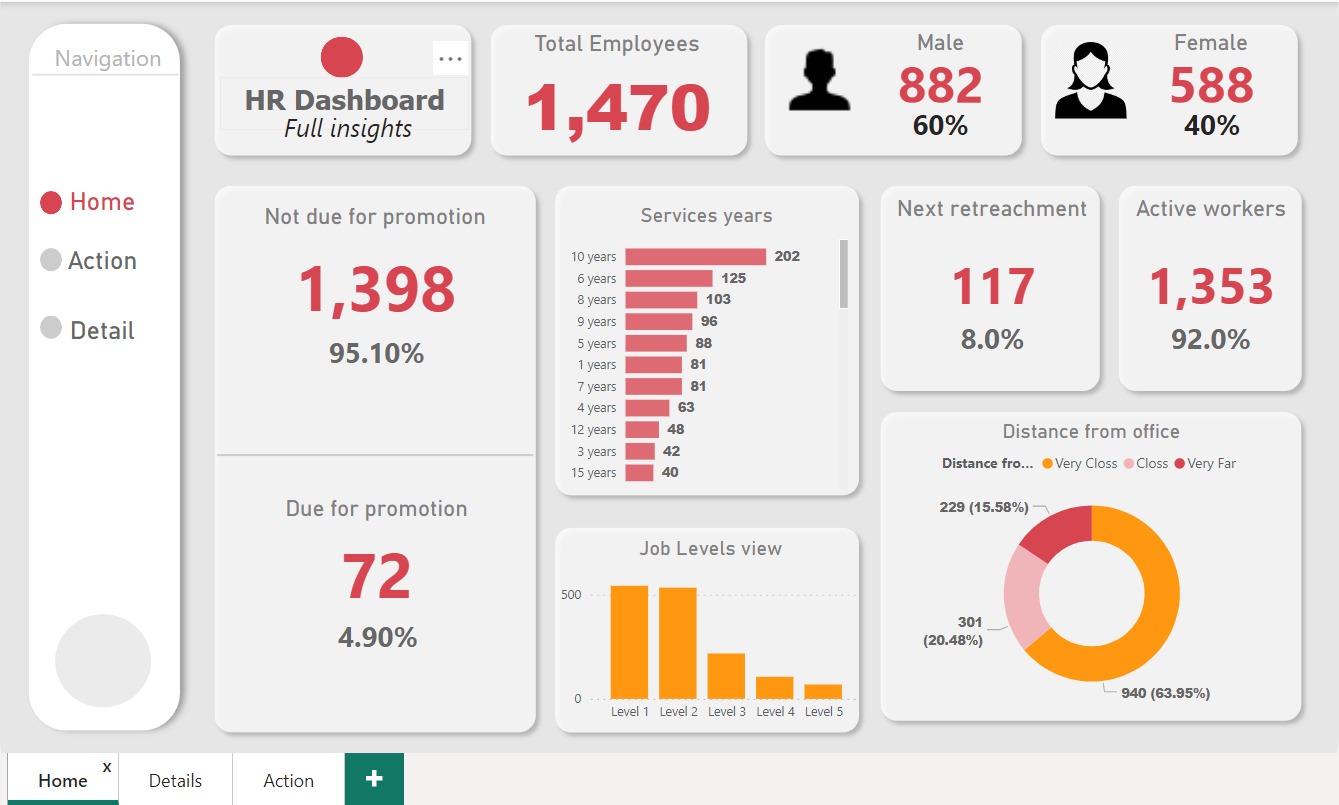 Navigation
Home
Action
Detail
...
HR Dashboard
Full insights
Total Employees
1,470
Male
882
60%
Female
588
40%
Not due for promotion
1,398
95.10%
Due for promotion
72
4.90%
Services years
10 years 202
6 years 125
8 years 103
9 years 96
5 years 88
1 years 81
7 years 81
4 years 63
12 years 48
3 years 42
15 years 40
Job Levels view
500
0
Level 1 Level 2 Level 3 Level 4 Level 5
Next retreachment
117
8.0%
Active workers
1,353
92.0%
Distance from office
Distance fro... Very Closs Closs Very Far
229 (15.58%)
301
(20.48%)
940 (63.95%)
Home x Details Action +